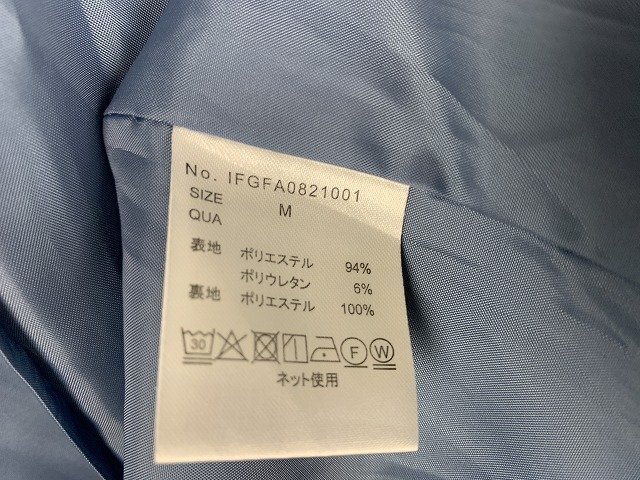 No. IFGFA0821001
SIZE M
QUA
表地 ポリエステル 94%
ポリウレタン 6%
裏地 ポリエステル 100%
30 F W
ネット使用